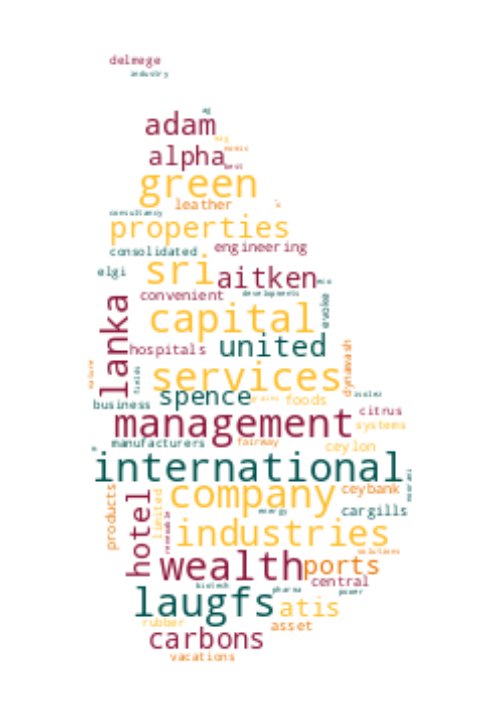 delmege
industry
adam
alpha
green
leather
consultancy
properties
engineering
consolidated
sri
aitken
elgi
convenient
developments
capital
evoke
lanka
hospitals
united
services
dynawash
spence
foods
business
citrus
management
systems
manufacturers
fairway
ceylon
international
products
hotel
limited
company
ceybank
cargills
energy
industries
renewable
solutions
wealth
ports
central
biotech
pharma
power
laugfs
atis
rubber
asset
carbons
vacations